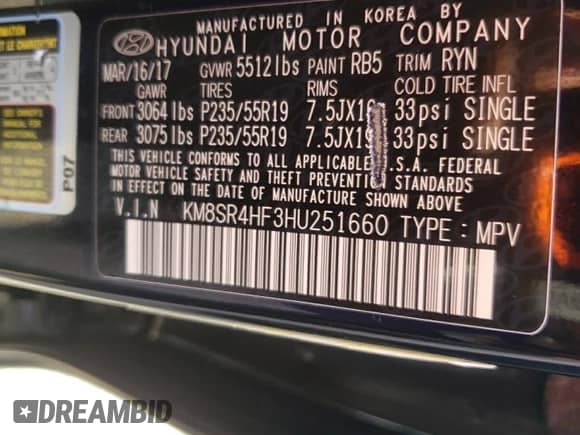 MANUFACTURED IN KOREA BY
HYUNDAI MOTOR COMPANY
MAR/16/17 GVWR 5512lbs PAINT RB5 TRIM RYN
GAWR TIRES RIMS COLD TIRE INFL
FRONT 3064lbs P235/55R19 7.5JX19 33psi SINGLE
REAR 3075lbs P235/55R19 7.5JX19 33psi SINGLE
THIS VEHICLE CONFORMS TO ALL APPLICABLE U.S.A. FEDERAL
MOTOR VEHICLE SAFETY AND THEFT PREVENTION STANDARDS
IN EFFECT ON THE DATE OF MANUFACTURE SHOWN ABOVE.
V.I.N KM8SR4HF3HU251660 TYPE : MPV
P07
DREAMBID